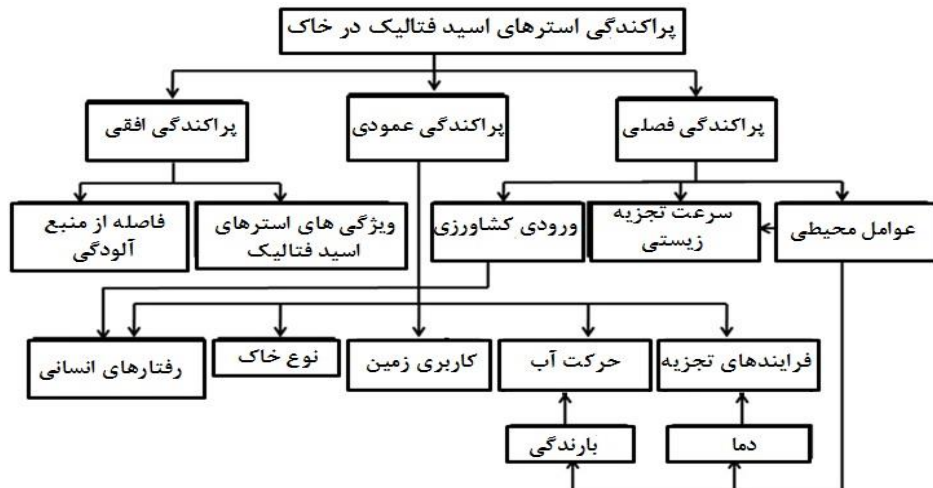 پراکندگی استرهای اسید فتالیک در خاک
پراکندگی فصلی
پراکندگی عمودی
پراکندگی افقی
عوامل محیطی
سرعت تجزیه
زیستی
ورودی کشاورزی
ویژگی های استرهای
اسید فتالیک
فاصله از منبع
آلودگی
فرایندهای تجزیه
حرکت آب
کاربری زمین
نوع خاک
رفتارهای انسانی
دما
بارندگی